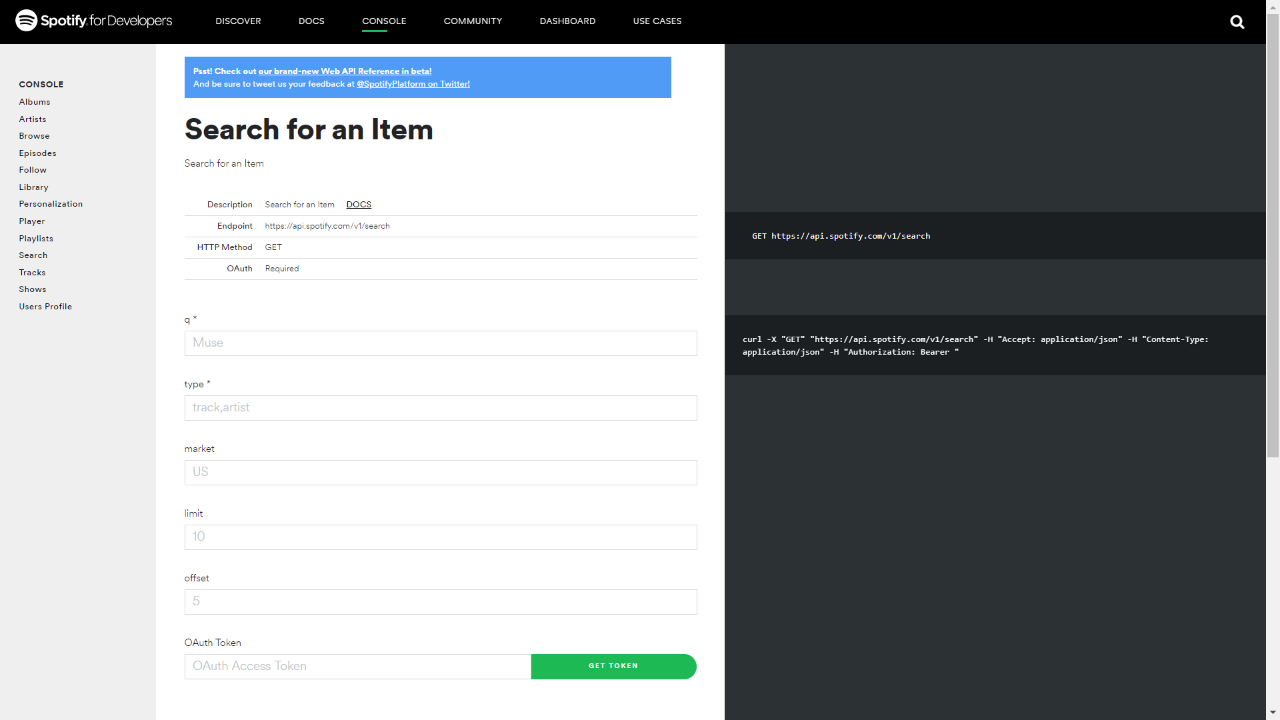 Spotify for Developers
DISCOVER
DOCS
CONSOLE
COMMUNITY
DASHBOARD
USE CASES
CONSOLE
Albums
Artists
Browse
Episodes
Follow
Library
Personalization
Player
Playlists
Search
Tracks
Shows
Users Profile
Psst! Check out our brand-new Web API Reference in beta!
And be sure to tweet us your feedback at @SpotifyPlatform on Twitter!
Search for an Item
Search for an Item
Description Search for an item DOCS
Endpoint https://api.spotify.com/v1/search
HTTP Method GET
OAuth Required
q *
Muse
type *
track,artist
market
US
limit
10
offset
5
OAuth Token
OAuth Access Token
GET TOKEN
GET https://api.spotify.com/v1/search
curl -X "GET" "https://api.spotify.com/v1/search" -H "Accept: application/json" -H "Content-Type:
application/json" -H "Authorization: Bearer "